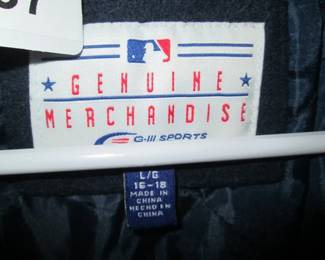 GENUINE
MERCHANDISE
G-III SPORTS
L/G
16-18
MADE IN
CHINA
HECHO EN
CHINA